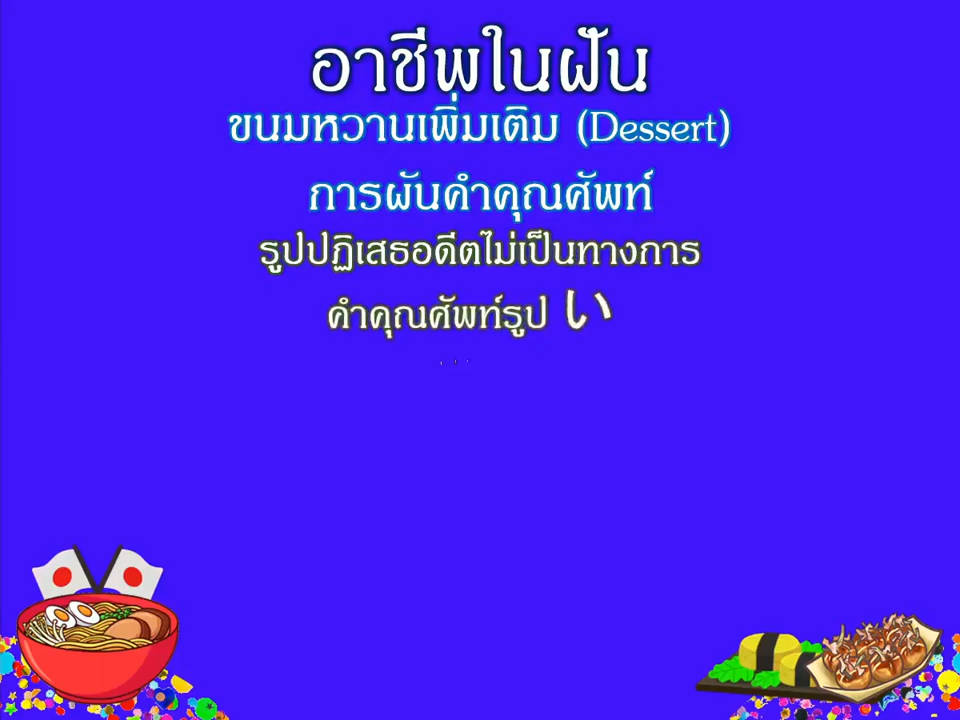 อาชีพในฝัน
ขนมหวานเพิ่มเติม (Dessert)
การผันคำคุณศัพท์
รูปปฏิเสธอดีตไม่เป็นทางการ
คำคุณศัพท์รูป い